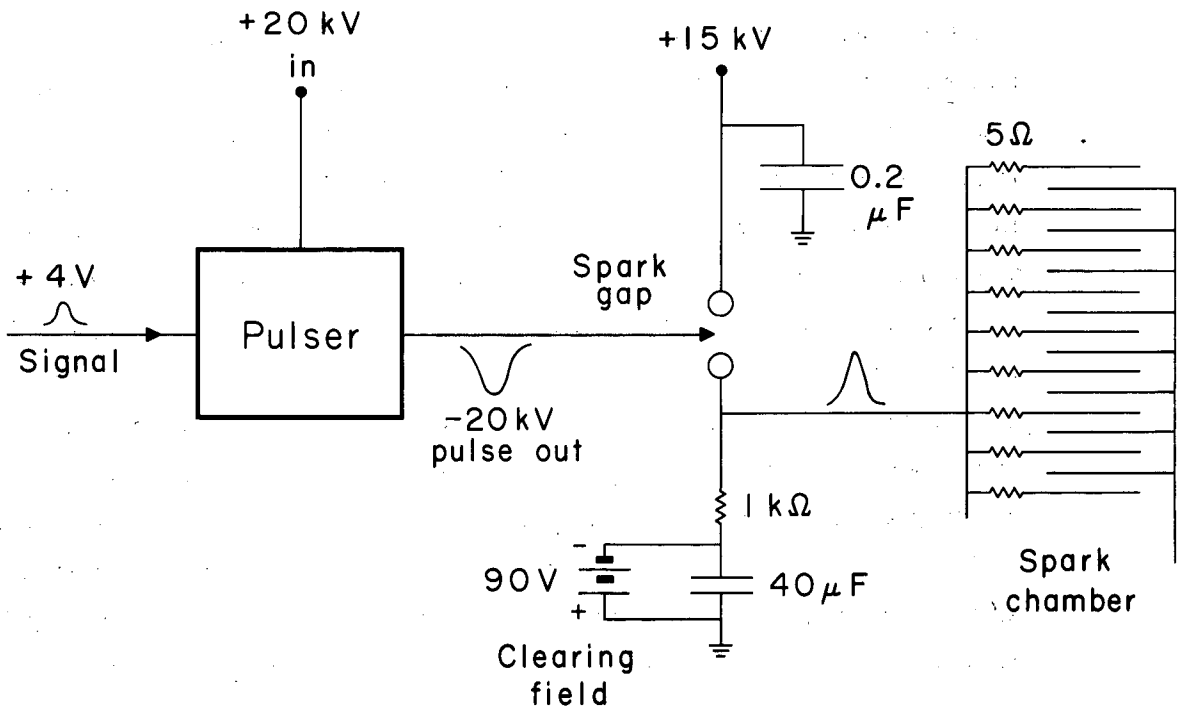 +20 kV
in
+15 kV
5Ω
0.2
μF
+ 4 V
Signal
Pulser
Spark
gap
-20 kV
pulse out
1 kΩ
-
90 V
+
40 μF
Clearing
field
Spark
chamber